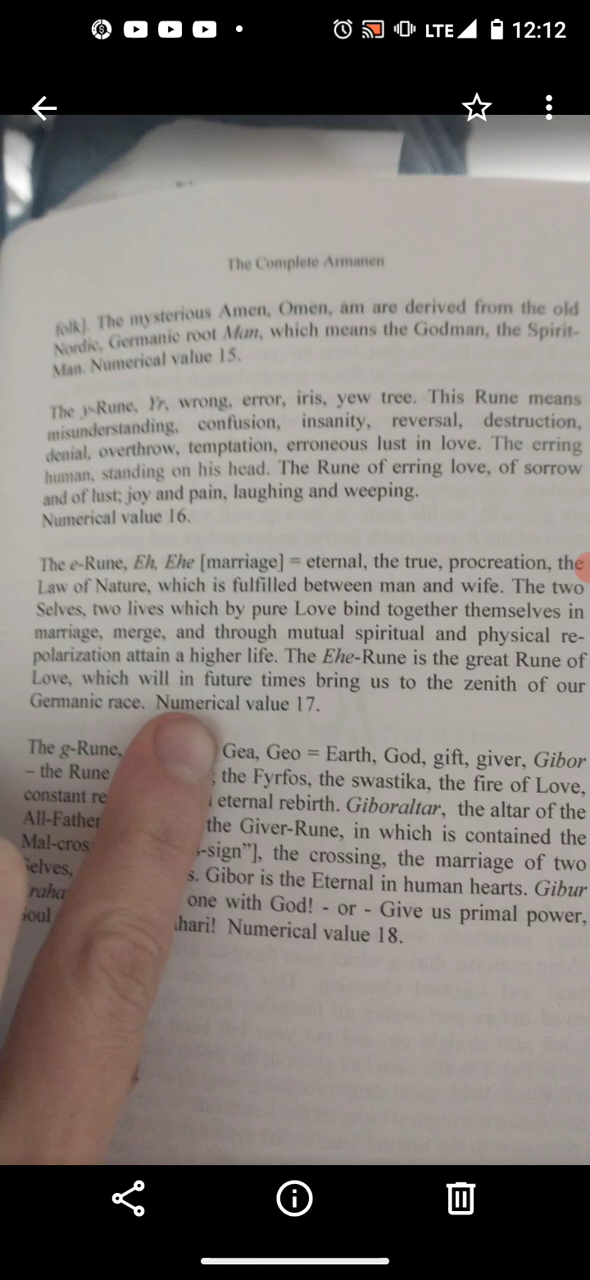 LTE 12:12
The Complete Armanen
folk]. The mysterious Amen, Omen, am are derived from the old
Nordic, Germanic root Man, which means the Godman, the Spirit-
Man. Numerical value 15.
The y-Rune, Yr, wrong, error, iris, yew tree. This Rune means
misunderstanding, confusion, insanity, reversal, destruction,
denial, overthrow, temptation, erroneous lust in love. The erring
human, standing on his head. The Rune of erring love, of sorrow
and of lust; joy and pain, laughing and weeping.
Numerical value 16.
The e-Rune, Eh, Ehe [marriage] = eternal, the true, procreation, the
Law of Nature, which is fulfilled between man and wife. The two
Selves, two lives which by pure Love bind together themselves in
marriage, merge, and through mutual spiritual and physical re-
polarization attain a higher life. The Ehe-Rune is the great Rune of
Love, which will in future times bring us to the zenith of our
Germanic race. Numerical value 17.
The g-Rune, Gea, Geo = Earth, God, gift, giver, Gibor
– the Rune ; the Fyrfos, the swastika, the fire of Love,
constant re eternal rebirth. Giboraltar, the altar of the
All-Father the Giver-Rune, in which is contained the
Mal-cros s-sign"], the crossing, the marriage of two
Selves, s. Gibor is the Eternal in human hearts. Gibur
raha one with God! - or - Give us primal power,
soul hari! Numerical value 18.